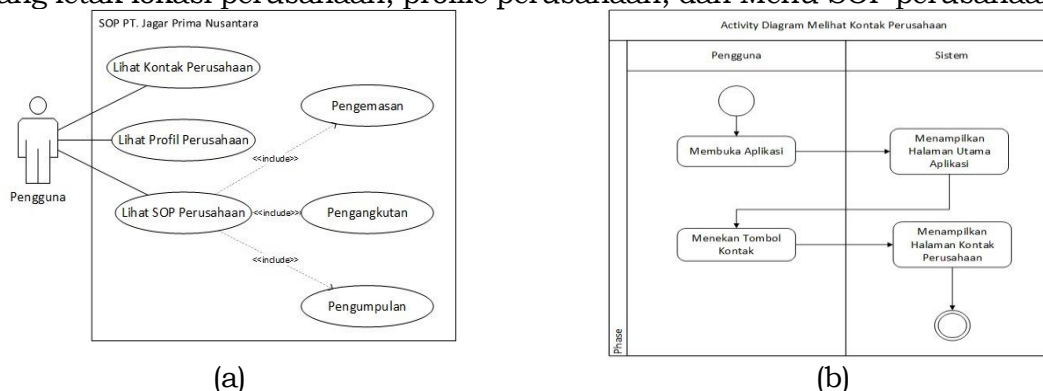 ang letak lokasi perusahaan, profile perusahaan, dan Menu SOP perusahaan
SOP PT. Jagar Prima Nusantara
Lihat Kontak Perusahaan
Lihat Profil Perusahaan
Lihat SOP Perusahaan
Pengguna
Pengemasan
<<include>>
<<include>>
Pengangkutan
<<include>>
Pengumpulan
(a)
Activity Diagram Melihat Kontak Perusahaan
Pengguna
Sistem
Membuka Aplikasi
Menampilkan
Halaman Utama
Aplikasi
Menekan Tombol
Kontak
Menampilkan
Halaman Kontak
Perusahaan
Phase
(b)